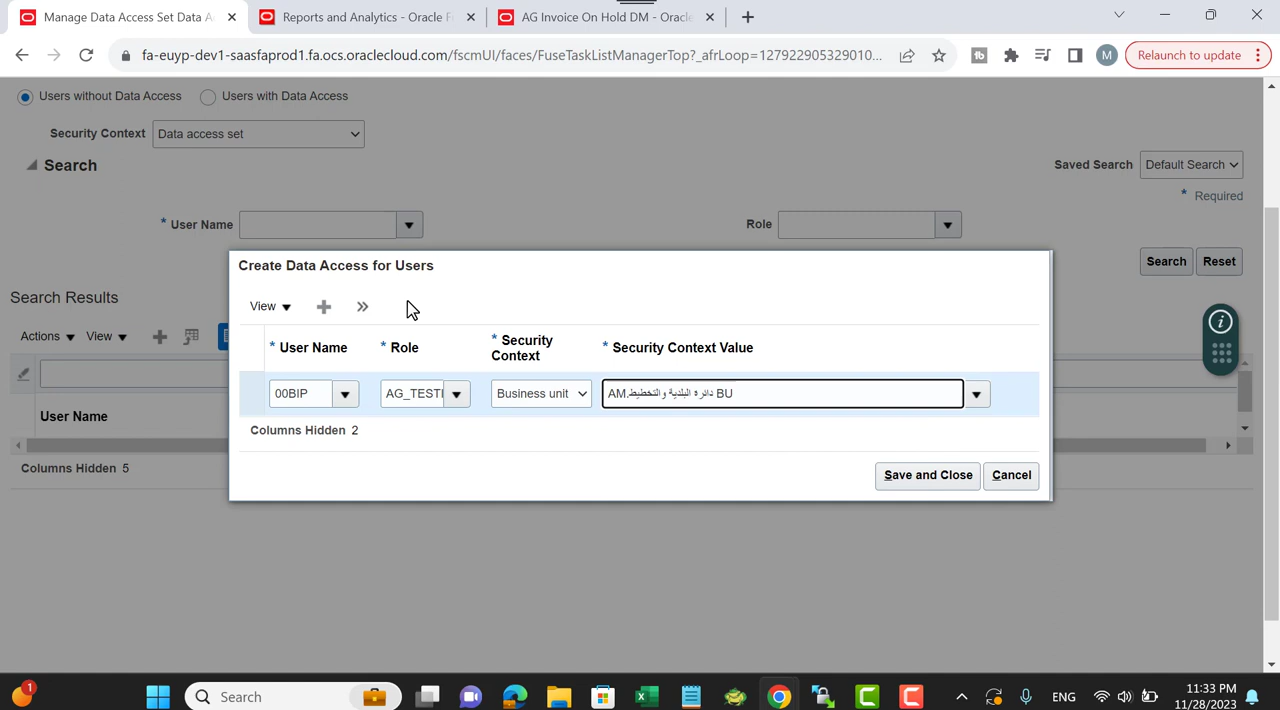 Manage Data Access Set Data A
Reports and Analytics - Oracle Fu
AG Invoice On Hold DM - Oracle
fa-euyp-dev1-saasfaprod1.fa.ocs.oraclecloud.com/fscmUI/faces/FuseTaskListManagerTop?_afrLoop=127922905329010...
tb
M
Relaunch to update
Users without Data Access
Users with Data Access
Security Context
Data access set
Search
Saved Search
Default Search
* Required
* User Name
Role
Search
Reset
Create Data Access for Users
Search Results
View
Actions
View
* User Name
* Role
* Security Context
* Security Context Value
00BIP
AG_TESTI
Business unit
AM.دائرة البلدية والتخطيط BU
User Name
Columns Hidden 2
Columns Hidden 5
Save and Close
Cancel
1
Search
ENG
11:33 PM
11/28/2023